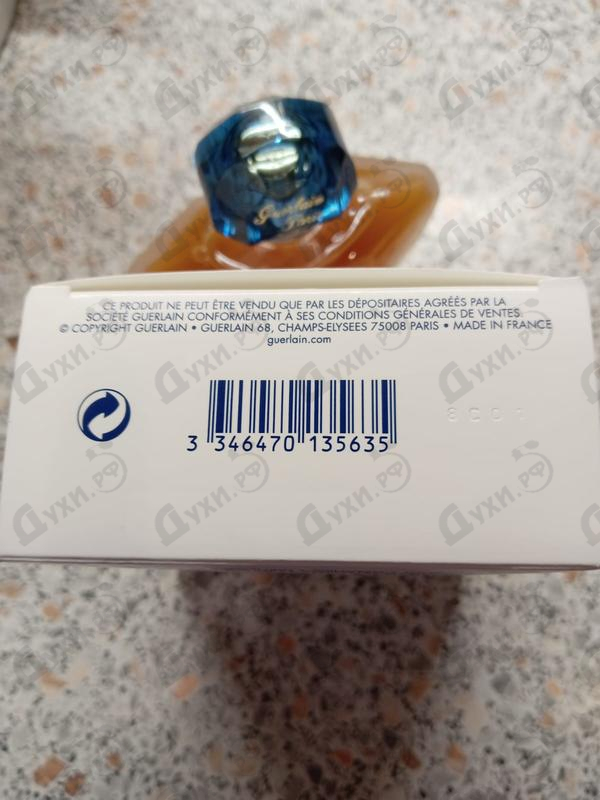 Guerlain
CE PRODUIT NE PEUT ÊTRE VENDU QUE PAR LES DÉPOSITAIRES AGRÉÉS PAR LA
SOCIÉTÉ GUERLAIN CONFORMÉMENT À SES CONDITIONS GÉNÉRALES DE VENTES.
© COPYRIGHT GUERLAIN • GUERLAIN 68, CHAMPS-ELYSEES 75008 PARIS • MADE IN FRANCE
guerlain.com
3 346470 135635
Духи.РФ